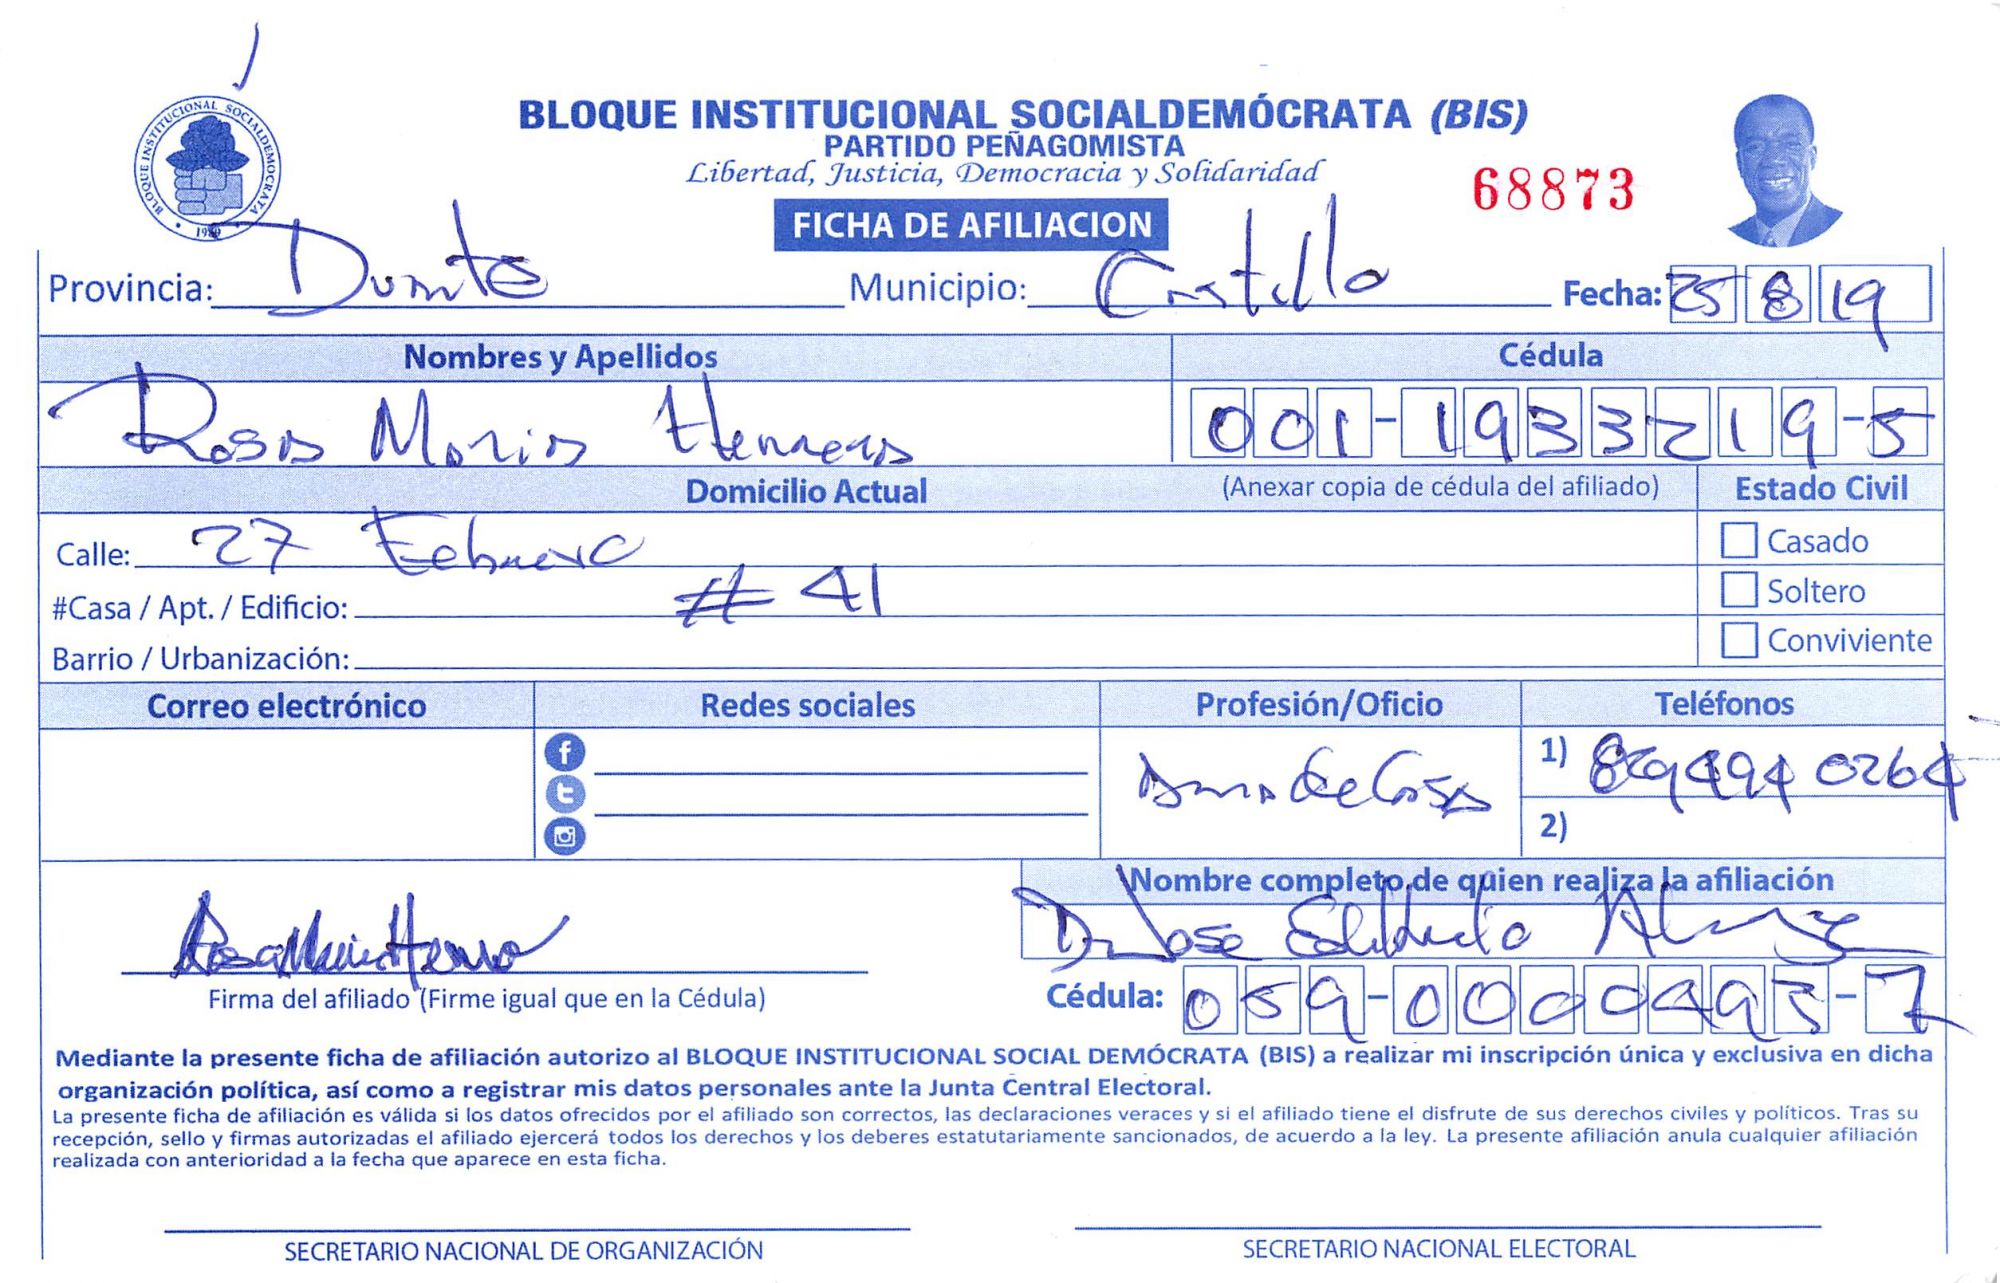 BLOQUE INSTITUCIONAL SOCIALDEMOCRATA
1989
BLOQUE INSTITUCIONAL SOCIALDEMÓCRATA (BIS)
PARTIDO PEÑAGOMISTA
Libertad, Justicia, Democracia y Solidaridad
68873
FICHA DE AFILIACION
Provincia: Duarte Municipio: Castillo Fecha: 25 8 19
Nombres y Apellidos Cédula
Rosa Maria Herrera 001-1933219-5
Domicilio Actual (Anexar copia de cédula del afiliado) Estado Civil
Calle: 27 Febrero Casado
#Casa / Apt. / Edificio: # 41 Soltero
Barrio / Urbanización: Conviviente
Correo electrónico Redes sociales Profesión/Oficio Teléfonos
Ama de Casa 1) 829 494 0264
2)
Nombre completo de quien realiza la afiliación
Rosa Maria Herrera Dr Jose
Firma del afiliado (Firme igual que en la Cédula) Cédula: 059-0000493-7
Mediante la presente ficha de afiliación autorizo al BLOQUE INSTITUCIONAL SOCIAL DEMÓCRATA (BIS) a realizar mi inscripción única y exclusiva en dicha
organización política, así como a registrar mis datos personales ante la Junta Central Electoral.
La presente ficha de afiliación es válida si los datos ofrecidos por el afiliado son correctos, las declaraciones veraces y si el afiliado tiene el disfrute de sus derechos civiles y políticos. Tras su
recepción, sello y firmas autorizadas el afiliado ejercerá todos los derechos y los deberes estatutariamente sancionados, de acuerdo a la ley. La presente afiliación anula cualquier afiliación
realizada con anterioridad a la fecha que aparece en esta ficha.
SECRETARIO NACIONAL DE ORGANIZACIÓN SECRETARIO NACIONAL ELECTORAL